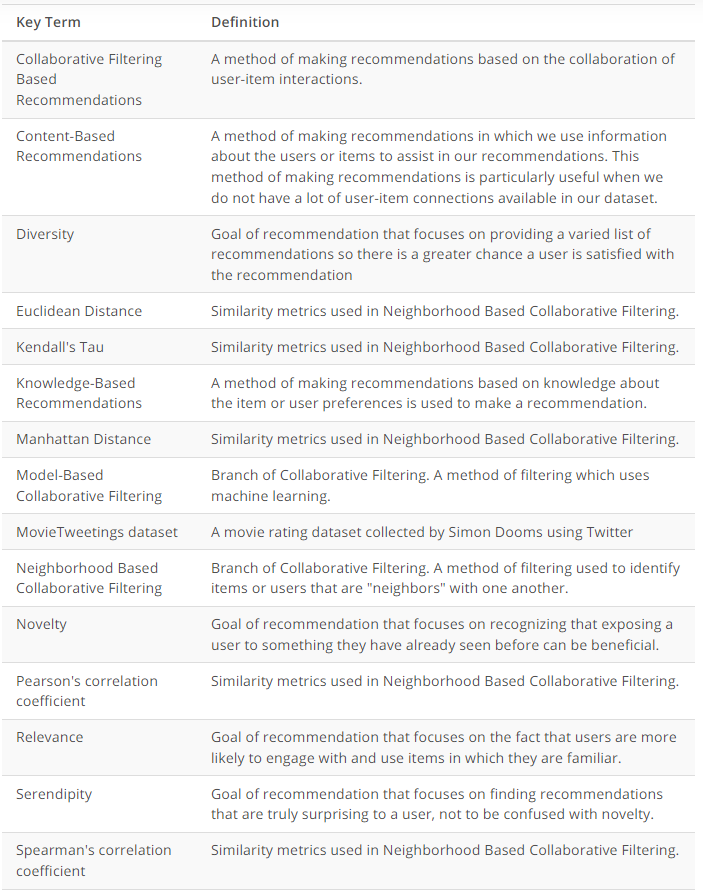 Key Term Definition
Collaborative Filtering Based Recommendations A method of making recommendations based on the collaboration of
user-item interactions.
Content-Based Recommendations A method of making recommendations in which we use information
about the users or items to assist in our recommendations. This
method of making recommendations is particularly useful when we
do not have a lot of user-item connections available in our dataset.
Diversity Goal of recommendation that focuses on providing a varied list of
recommendations so there is a greater chance a user is satisfied with
the recommendation
Euclidean Distance Similarity metrics used in Neighborhood Based Collaborative Filtering.
Kendall's Tau Similarity metrics used in Neighborhood Based Collaborative Filtering.
Knowledge-Based Recommendations A method of making recommendations based on knowledge about
the item or user preferences is used to make a recommendation.
Manhattan Distance Similarity metrics used in Neighborhood Based Collaborative Filtering.
Model-Based Collaborative Filtering Branch of Collaborative Filtering. A method of filtering which uses
machine learning.
MovieTweetings dataset A movie rating dataset collected by Simon Dooms using Twitter
Neighborhood Based Collaborative Filtering Branch of Collaborative Filtering. A method of filtering used to identify
items or users that are "neighbors" with one another.
Novelty Goal of recommendation that focuses on recognizing that exposing a
user to something they have already seen before can be beneficial.
Pearson's correlation coefficient Similarity metrics used in Neighborhood Based Collaborative Filtering.
Relevance Goal of recommendation that focuses on the fact that users are more
likely to engage with and use items in which they are familiar.
Serendipity Goal of recommendation that focuses on finding recommendations
that are truly surprising to a user, not to be confused with novelty.
Spearman's correlation coefficient Similarity metrics used in Neighborhood Based Collaborative Filtering.